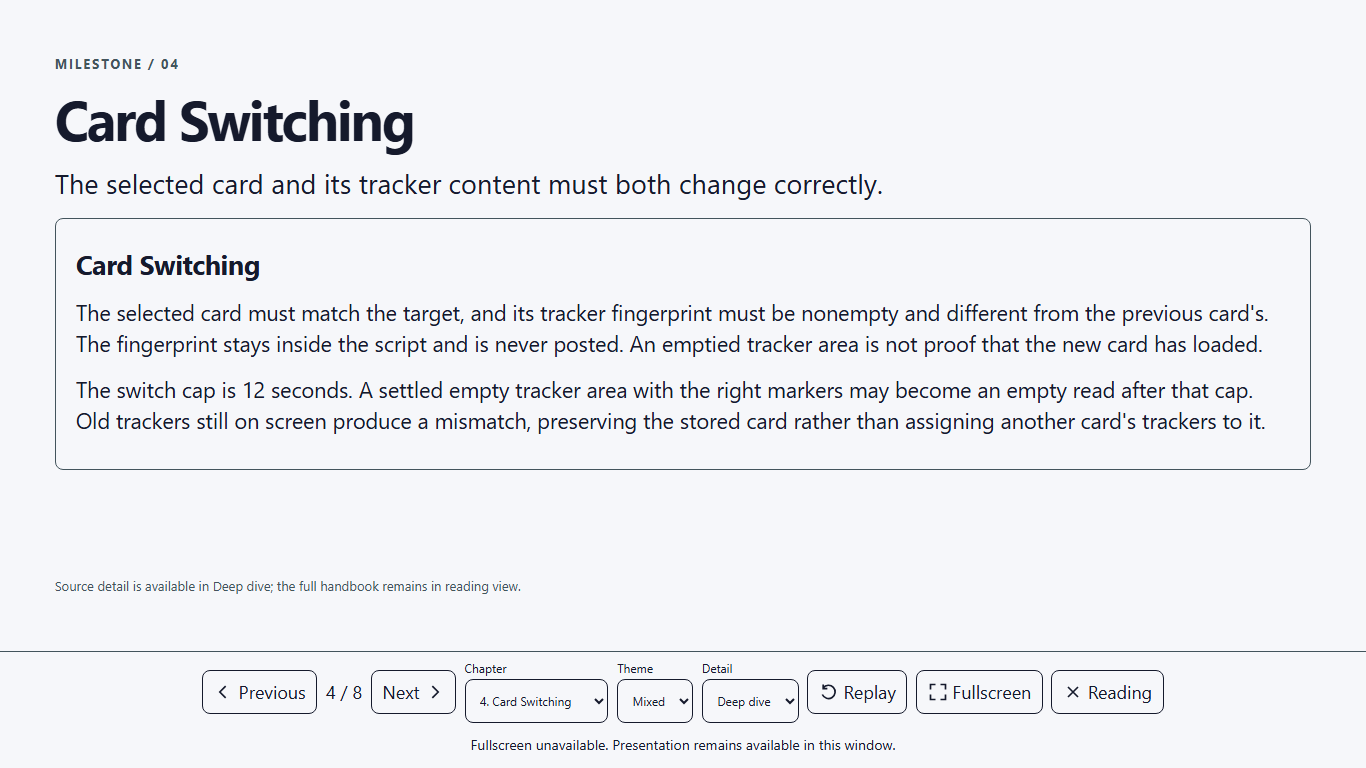 MILESTONE / 04
Card Switching
The selected card and its tracker content must both change correctly.
Card Switching
The selected card must match the target, and its tracker fingerprint must be nonempty and different from the previous card's.
The fingerprint stays inside the script and is never posted. An emptied tracker area is not proof that the new card has loaded.
The switch cap is 12 seconds. A settled empty tracker area with the right markers may become an empty read after that cap.
Old trackers still on screen produce a mismatch, preserving the stored card rather than assigning another card's trackers to it.
Source detail is available in Deep dive; the full handbook remains in reading view.
Chapter Theme Detail
Previous 4 / 8 Next 4. Card Switching Mixed Deep dive Replay Fullscreen Reading
Fullscreen unavailable. Presentation remains available in this window.